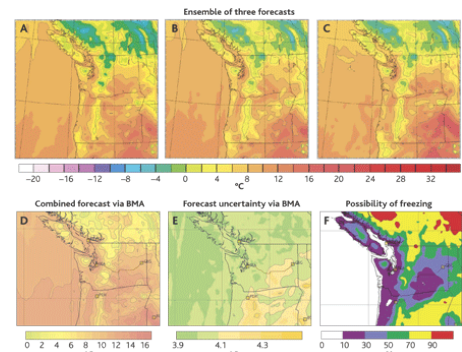 Ensemble of three forecasts
A
B
C
−20 −16 −12 −8 −4 0 4 8 12 16 20 24 28 32
°C
Combined forecast via BMA
Forecast uncertainty via BMA
Possibility of freezing
D
E
F
0 2 4 6 8 10 12 14 16
3.9 4.1 4.3
0 10 30 50 70 90